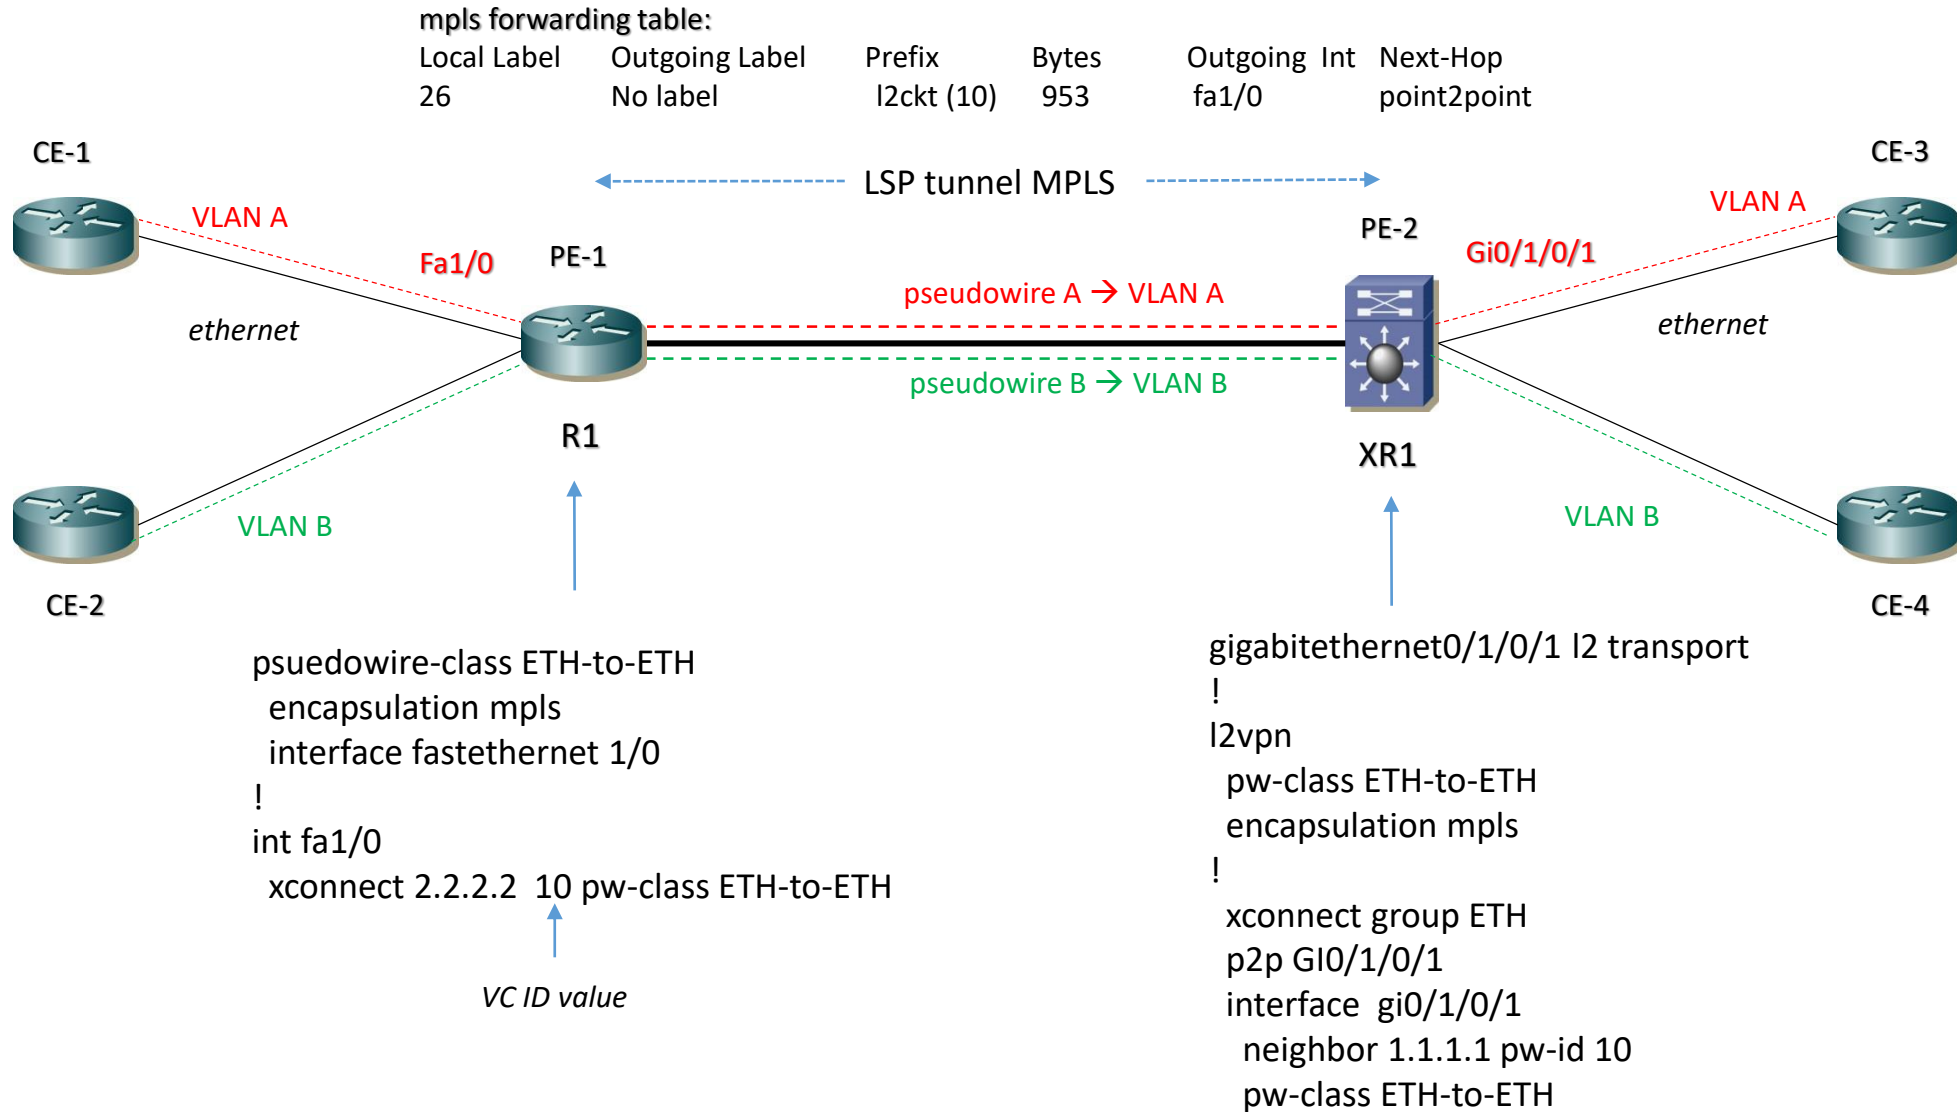 mpls forwarding table:
Local Label Outgoing Label Prefix Bytes Outgoing Int Next-Hop
26 No label l2ckt (10) 953 fa1/0 point2point
CE-1
CE-3
LSP tunnel MPLS
VLAN A
VLAN A
PE-2
Fa1/0
PE-1
Gi0/1/0/1
pseudowire A → VLAN A
ethernet
ethernet
pseudowire B → VLAN B
R1
XR1
VLAN B
VLAN B
CE-2
CE-4
psuedowire-class ETH-to-ETH
encapsulation mpls
interface fastethernet 1/0
!
int fa1/0
xconnect 2.2.2.2 10 pw-class ETH-to-ETH
VC ID value
gigabitethernet0/1/0/1 l2 transport
!
l2vpn
pw-class ETH-to-ETH
encapsulation mpls
!
xconnect group ETH
p2p GI0/1/0/1
interface gi0/1/0/1
neighbor 1.1.1.1 pw-id 10
pw-class ETH-to-ETH